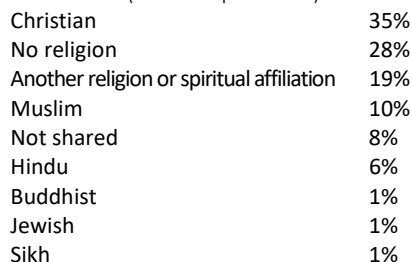 Christian 35%
No religion 28%
Another religion or spiritual affiliation 19%
Muslim 10%
Not shared 8%
Hindu 6%
Buddhist 1%
Jewish 1%
Sikh 1%